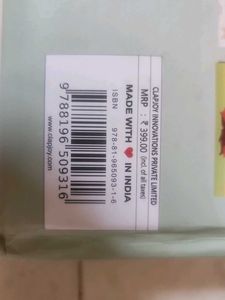 CLAPJOY INNOVATIONS PRIVATE LIMITED
MRP : ₹ 399.00 (incl. of all taxes)
MADE WITH ❤ IN INDIA
ISBN 978-81-965093-1-6
9 788196 509316
www.clapjoy.com